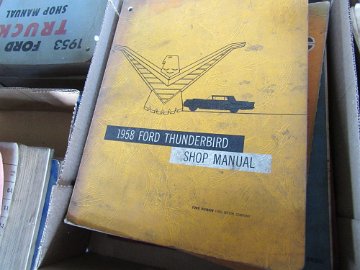 1953 FORD
TRUCK
SHOP MANUAL
1958 FORD THUNDERBIRD
SHOP MANUAL